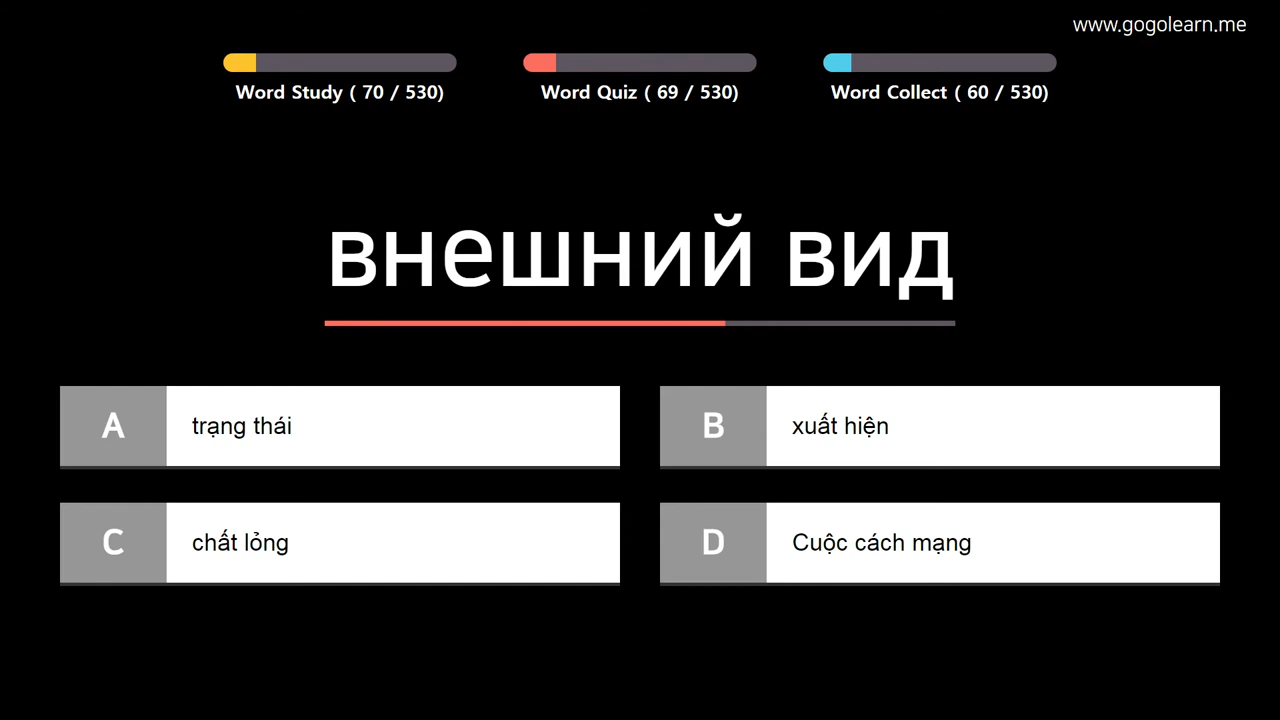 www.gogolearn.me
Word Study ( 70 / 530)
Word Quiz ( 69 / 530)
Word Collect ( 60 / 530)
внешний вид
A trạng thái
B xuất hiện
C chất lỏng
D Cuộc cách mạng